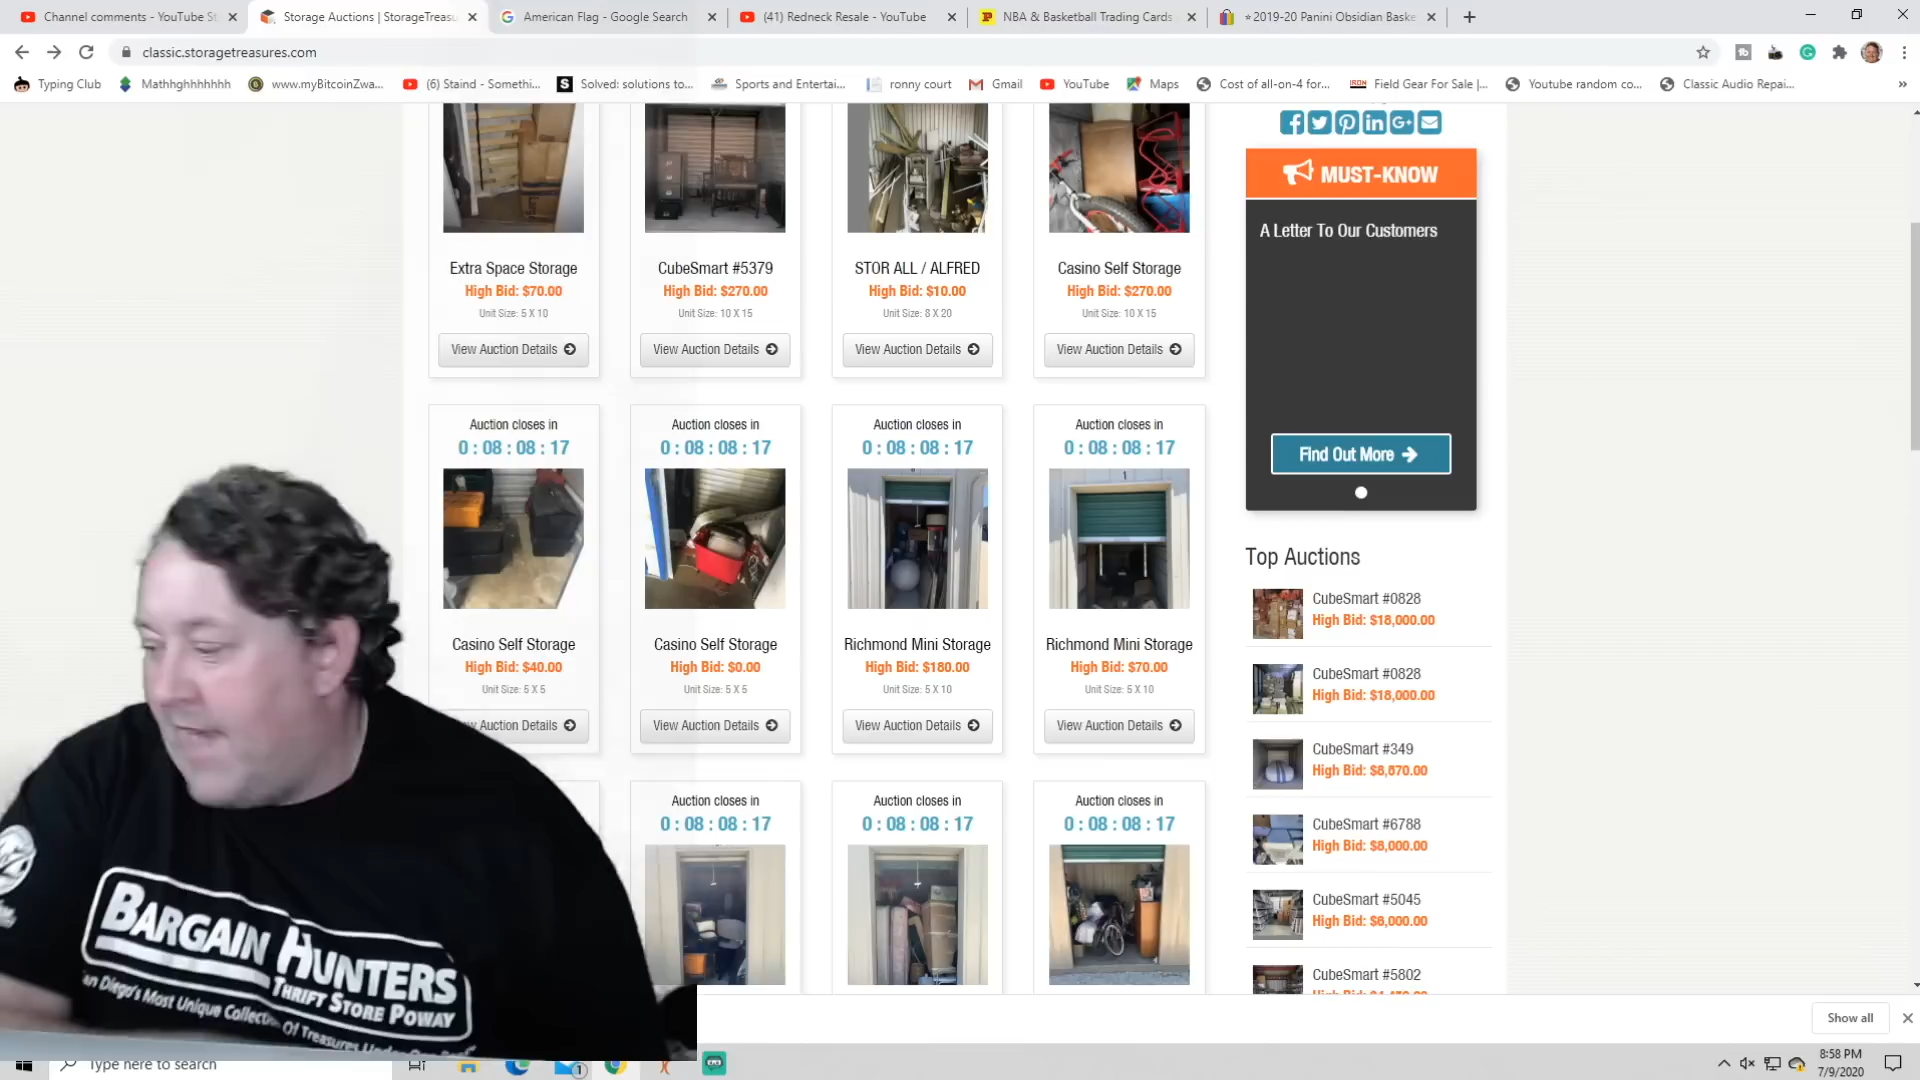 Channel comments - YouTube St
Storage Auctions | StorageTreasu
American Flag - Google Search
(41) Redneck Resale - YouTube
NBA & Basketball Trading Cards
⭐2019-20 Panini Obsidian Baske
classic.storagetreasures.com
Typing Club
Mathhghhhhhhh
www.myBitcoinZwa...
(6) Staind - Somethi...
Solved: solutions to...
Sports and Entertai...
ronny court
Gmail
YouTube
Maps
Cost of all-on-4 for...
Field Gear For Sale |...
Youtube random co...
Classic Audio Repai...
Extra Space Storage
High Bid: $70.00
Unit Size: 5 X 10
View Auction Details
CubeSmart #5379
High Bid: $270.00
Unit Size: 10 X 15
View Auction Details
STOR ALL / ALFRED
High Bid: $10.00
Unit Size: 8 X 20
View Auction Details
Casino Self Storage
High Bid: $270.00
Unit Size: 10 X 15
View Auction Details
Auction closes in
0 : 08 : 08 : 17
Casino Self Storage
High Bid: $40.00
Unit Size: 5 X 5
Auction Details
Auction closes in
0 : 08 : 08 : 17
Casino Self Storage
High Bid: $0.00
Unit Size: 5 X 5
View Auction Details
Auction closes in
0 : 08 : 08 : 17
Richmond Mini Storage
High Bid: $180.00
Unit Size: 5 X 10
View Auction Details
Auction closes in
0 : 08 : 08 : 17
Richmond Mini Storage
High Bid: $70.00
Unit Size: 5 X 10
View Auction Details
Auction closes in
0 : 08 : 08 : 17
Auction closes in
0 : 08 : 08 : 17
Auction closes in
0 : 08 : 08 : 17
MUST-KNOW
A Letter To Our Customers
Find Out More
Top Auctions
CubeSmart #0828
High Bid: $18,000.00
CubeSmart #0828
High Bid: $18,000.00
CubeSmart #349
High Bid: $8,870.00
CubeSmart #6788
High Bid: $8,000.00
CubeSmart #5045
High Bid: $6,000.00
CubeSmart #5802
BARGAIN HUNTERS
THRIFT STORE POWAY
an Diego's Most Unique Collection Of Treasures
Show all
Type here to search
1
8:58 PM
7/9/2020